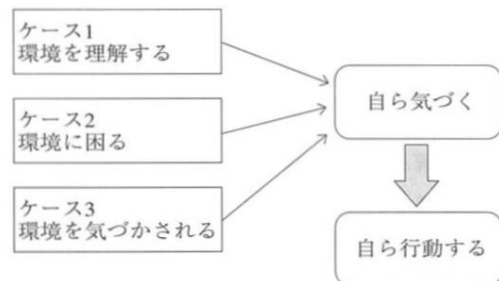 ケース1
環境を理解する
ケース2
環境に困る
ケース3
環境を気づかされる
自ら気づく
自ら行動する